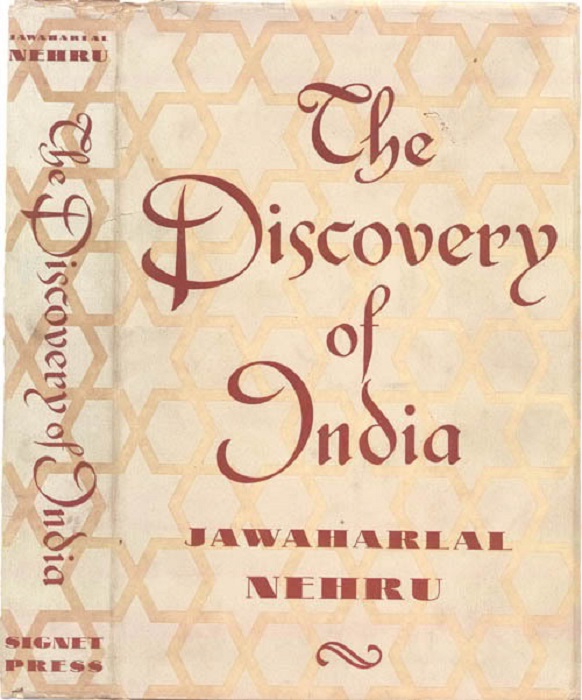 JAWAHARLAL
NEHRU
The Discovery of India
SIGNET
PRESS
The
Discovery
of
India
JAWAHARLAL
NEHRU